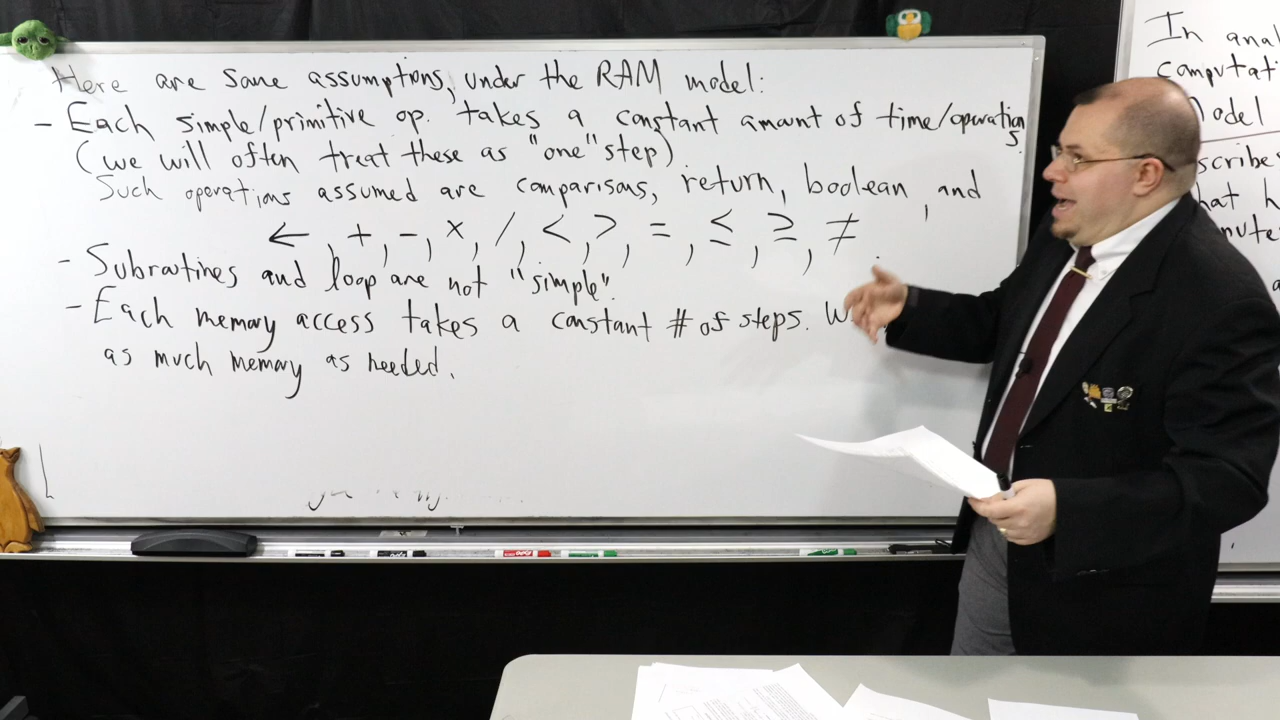 Here are some assumptions, under the RAM model:
- Each simple/primitive op. takes a constant amount of time/operations.
(we will often treat these as "one" step)
Such operations assumed are comparisons, return, boolean, and
←, +, -, x, /, <, >, =, ≤, ≥, ≠.
- Subroutines and loop are not "simple".
- Each memory access takes a constant # of steps. W
as much memory as needed.
In anal
computat
Model
scribe
hat h
nute